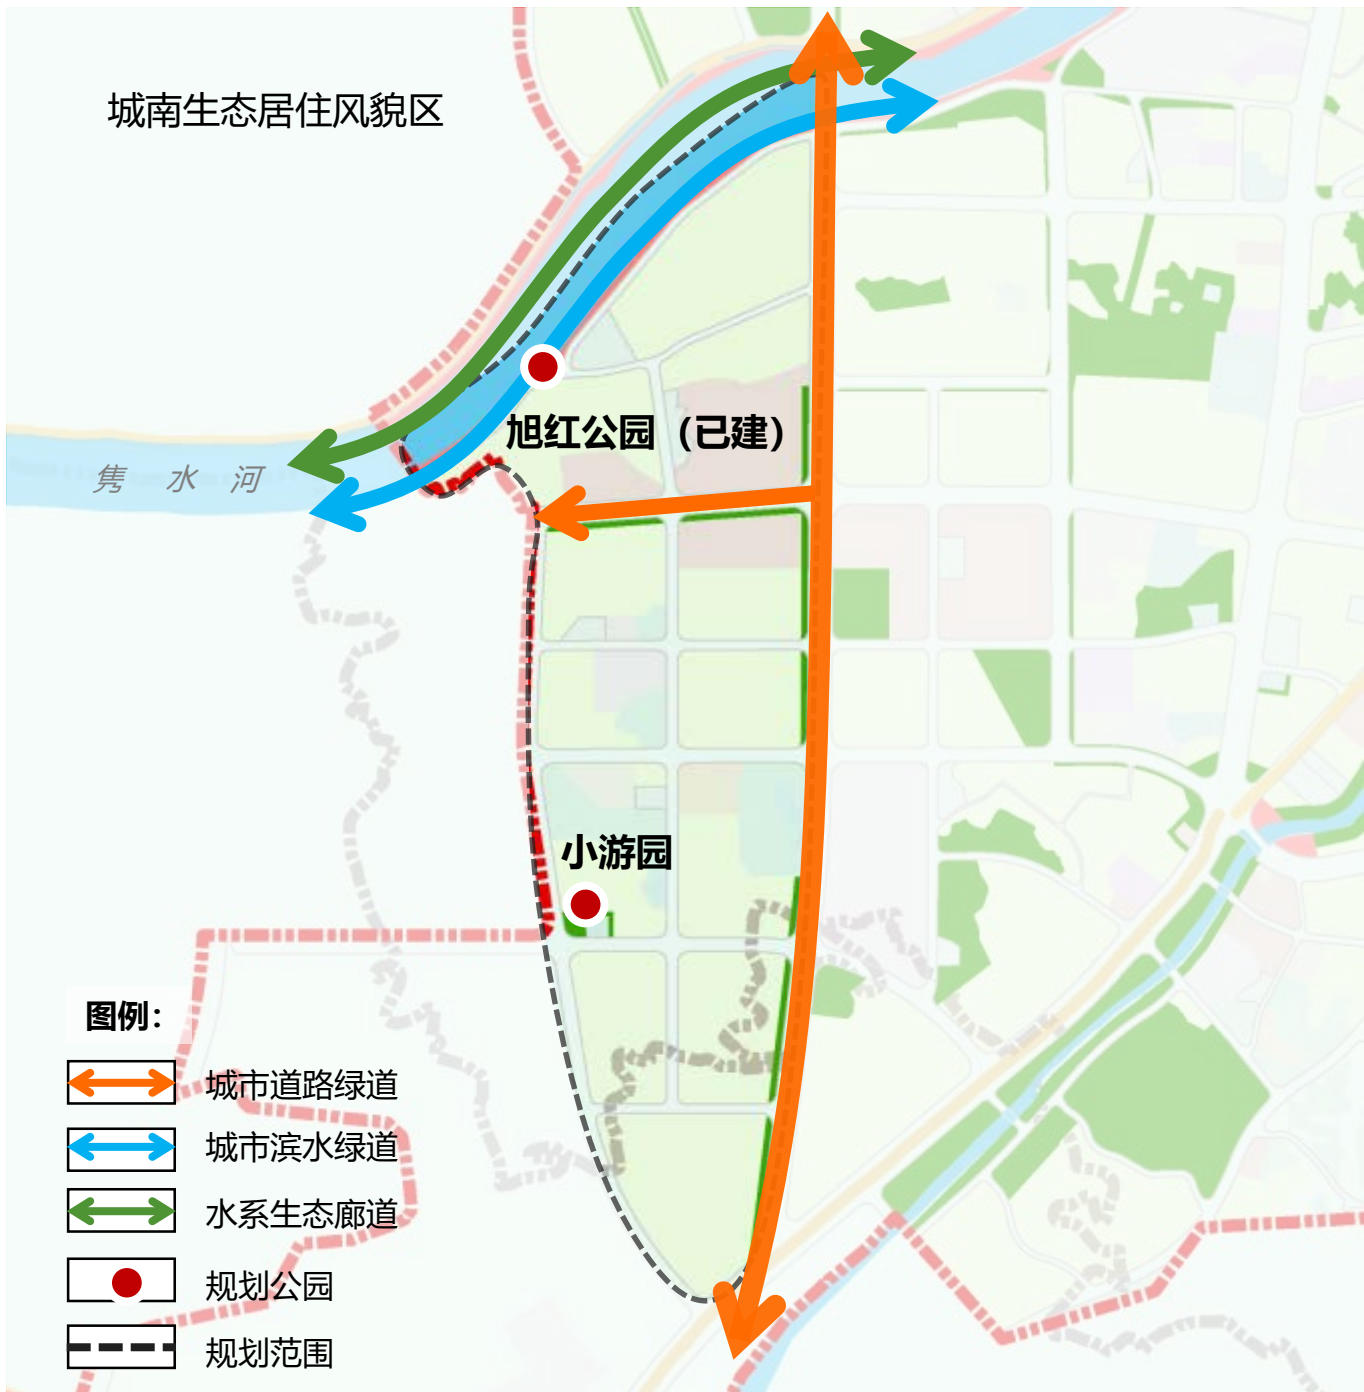 城南生态居住风貌区
旭红公园（已建）
隽水河
小游园
图例：
城市道路绿道
城市滨水绿道
水系生态廊道
规划公园
规划范围